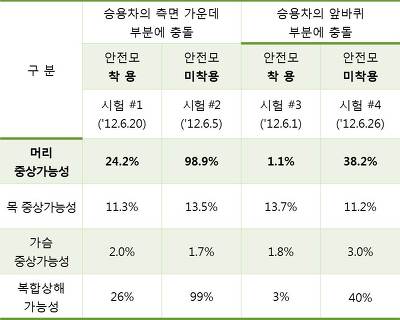 구 분
승용차의 측면 가운데
부분에 충돌
승용차의 앞바퀴
부분에 충돌
안전모
착 용
안전모
미착용
안전모
착 용
안전모
미착용
시험 #1
('12.6.20)
시험 #2
('12.6.5)
시험 #3
('12.6.1)
시험 #4
('12.6.26)
머리
중상가능성
24.2%
98.9%
1.1%
38.2%
목 중상가능성
11.3%
13.5%
13.7%
11.2%
가슴
중상가능성
2.0%
1.7%
1.8%
3.0%
복합상해
가능성
26%
99%
3%
40%